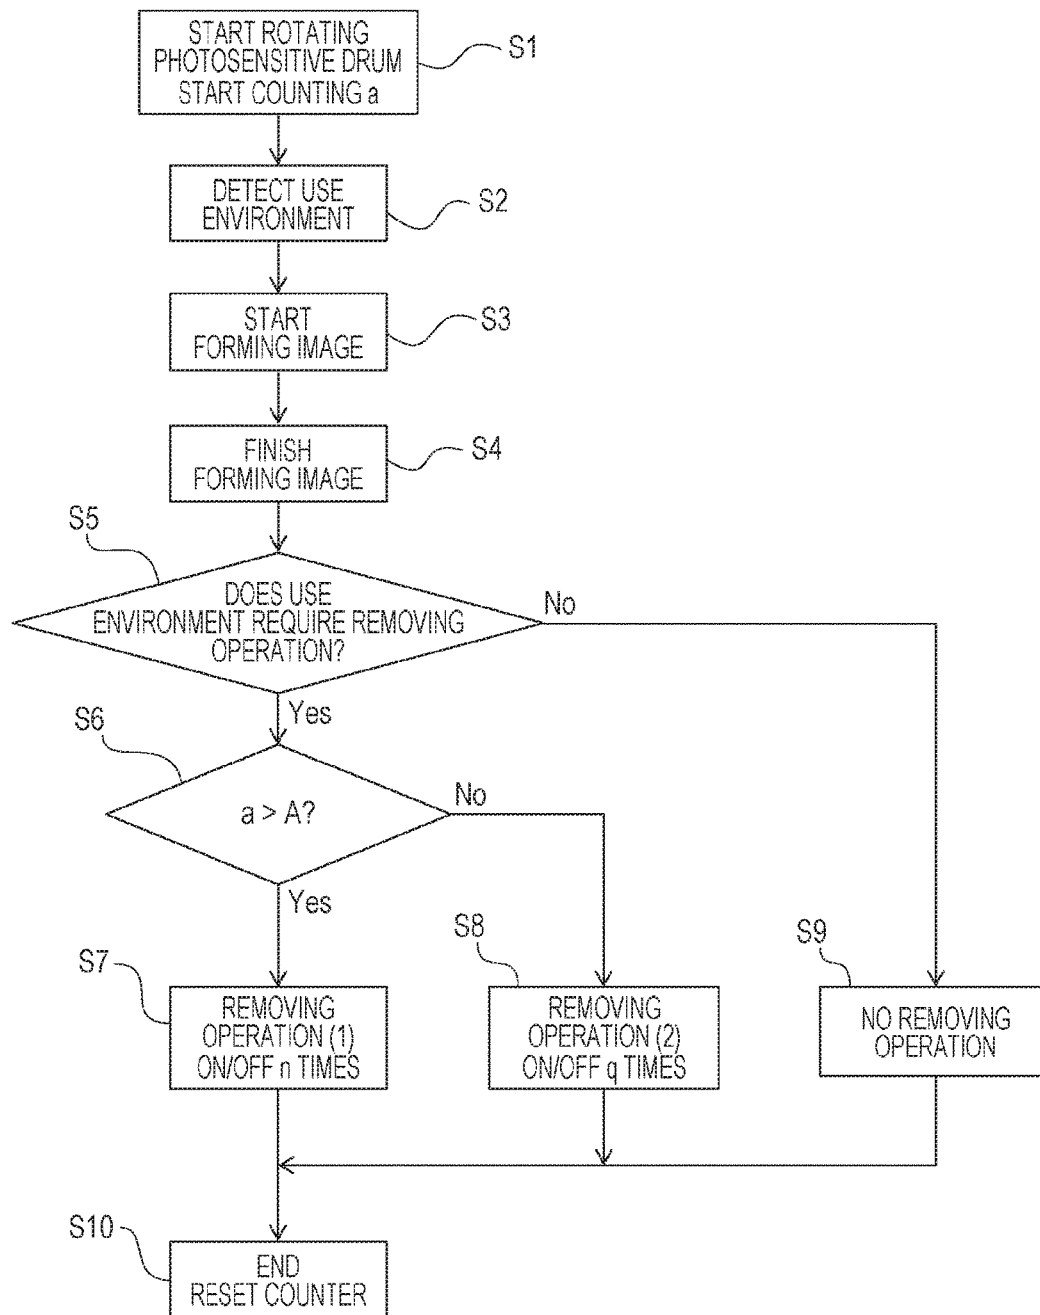 START ROTATING
PHOTOSENSITIVE DRUM
START COUNTING a
S1
DETECT USE
ENVIRONMENT
S2
START
FORMING IMAGE
S3
FINISH
FORMING IMAGE
S4
S5
DOES USE
ENVIRONMENT REQUIRE REMOVING
OPERATION?
No
Yes
S6
a > A?
No
Yes
S7
REMOVING
OPERATION (1)
ON/OFF n TIMES
S8
REMOVING
OPERATION (2)
ON/OFF q TIMES
S9
NO REMOVING
OPERATION
S10
END
RESET COUNTER